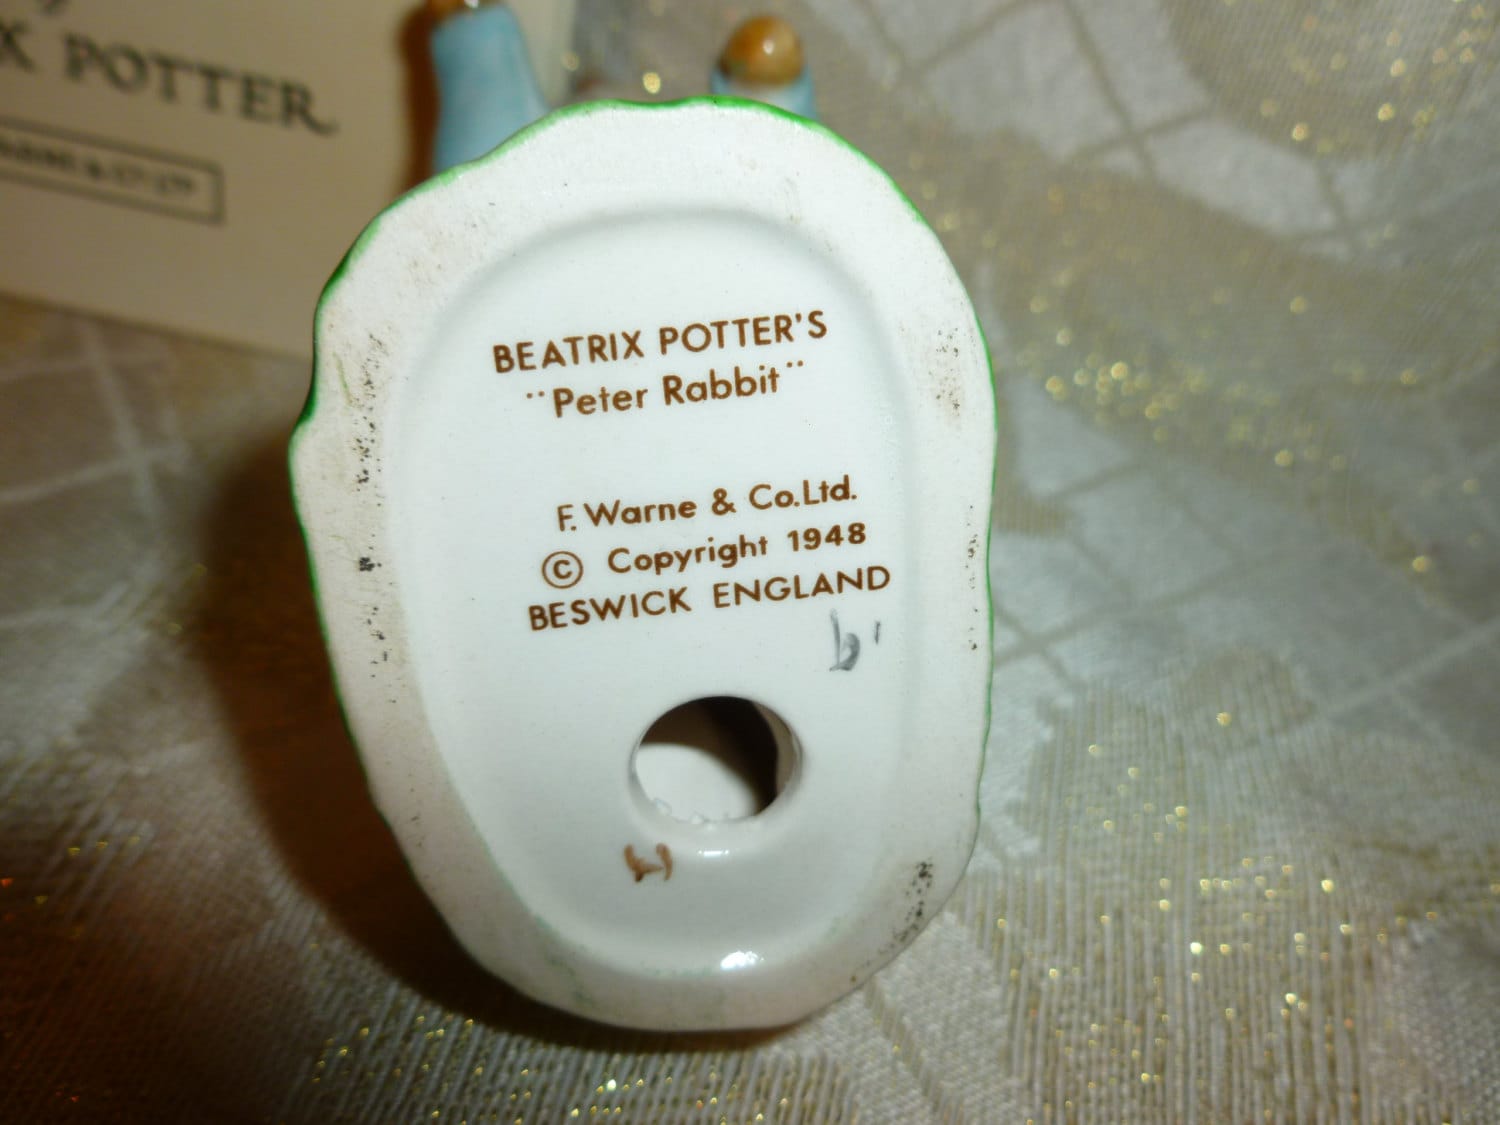 X POTTER
BEATRIX POTTER'S
¨Peter Rabbit¨
F. Warne & Co.Ltd.
© Copyright 1948
BESWICK ENGLAND
b'